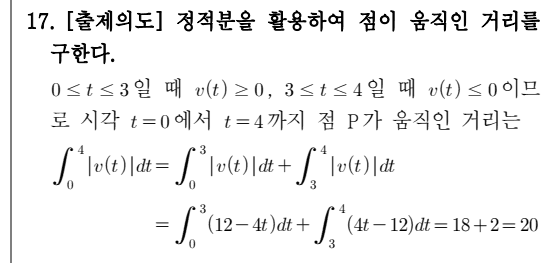 17. [출제의도] 정적분을 활용하여 점이 움직인 거리를
구한다.
0≤t≤3일 때 v(t)≥0, 3≤t≤4일 때 v(t)≤0이므
로 시각 t=0에서 t=4까지 점 P가 움직인 거리는
∫₀⁴|v(t)|dt=∫₀³|v(t)|dt+∫₃⁴|v(t)|dt
=∫₀³(12-4t)dt+∫₃⁴(4t-12)dt=18+2=20